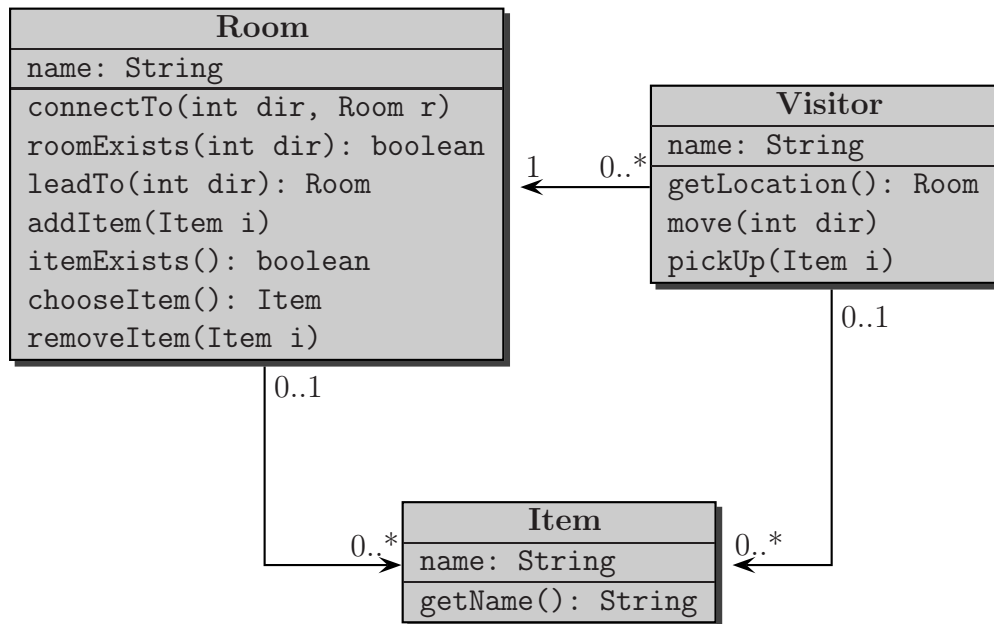 Room
name: String
connectTo(int dir, Room r)
roomExists(int dir): boolean
leadTo(int dir): Room
addItem(Item i)
itemExists(): boolean
chooseItem(): Item
removeItem(Item i)
Visitor
name: String
getLocation(): Room
move(int dir)
pickUp(Item i)
1
0..*
0..1
0..1
Item
name: String
getName(): String
0..*
0..*